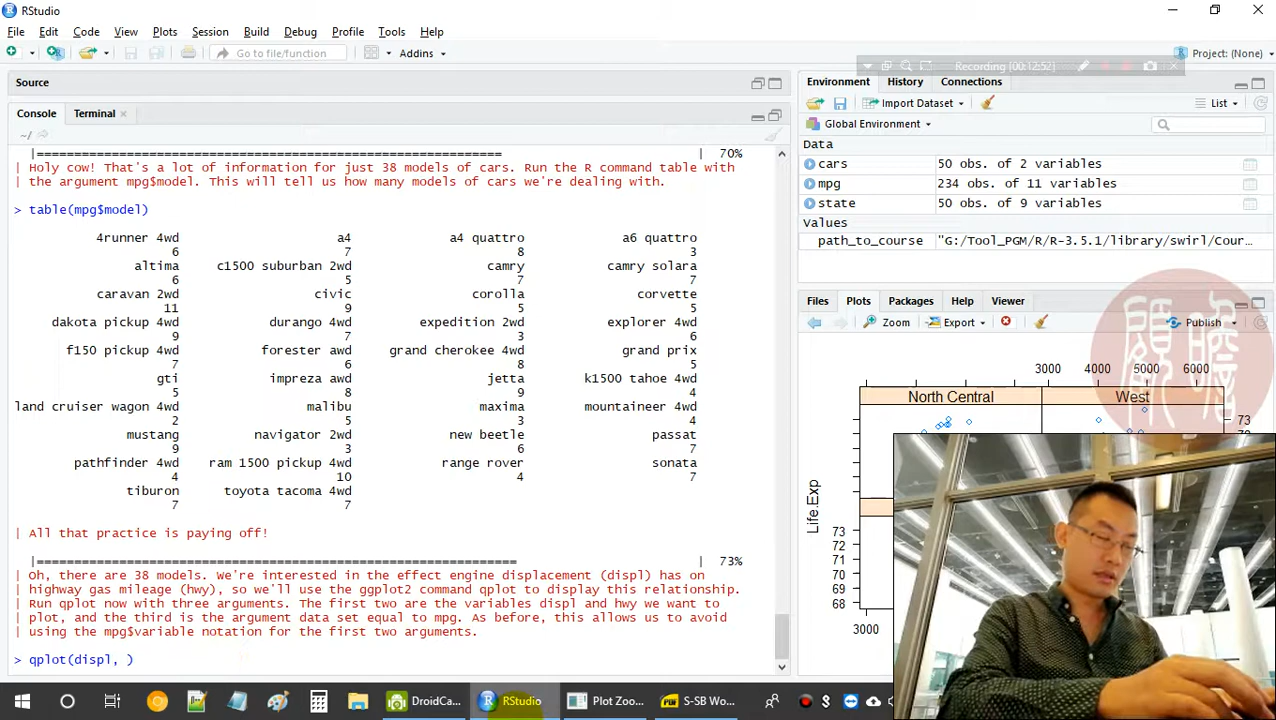 RStudio
File Edit Code View Plots Session Build Debug Profile Tools Help
Go to file/function
Addins
Project: (None)
Recording [00:12:52]
Source
Console Terminal
~/
|=============================================================== | 70%
| Holy cow! That's a lot of information for just 38 models of cars. Run the R command table with
| the argument mpg$model. This will tell us how many models of cars we're dealing with.
> table(mpg$model)
4runner 4wd a4 a4 quattro a6 quattro
6 7 8 3
altima c1500 suburban 2wd camry camry solara
6 5 7 7
caravan 2wd civic corolla corvette
11 9 5 5
dakota pickup 4wd durango 4wd expedition 2wd explorer 4wd
9 7 3 6
f150 pickup 4wd forester awd grand cherokee 4wd grand prix
7 6 8 5
gti impreza awd jetta k1500 tahoe 4wd
5 8 9 4
land cruiser wagon 4wd malibu maxima mountaineer 4wd
2 5 3 4
mustang navigator 2wd new beetle passat
9 3 6 7
pathfinder 4wd ram 1500 pickup 4wd range rover sonata
4 10 4 7
tiburon toyota tacoma 4wd
7 7
| All that practice is paying off!
|================================================================= | 73%
| Oh, there are 38 models. We're interested in the effect engine displacement (displ) has on
| highway gas mileage (hwy), so we'll use the ggplot2 command qplot to display this relationship.
| Run qplot now with three arguments. The first two are the variables displ and hwy we want to
| plot, and the third is the argument data set equal to mpg. As before, this allows us to avoid
| using the mpg$variable notation for the first two arguments.
> qplot(displ, )
Environment History Connections
Import Dataset
List
Global Environment
Data
cars 50 obs. of 2 variables
mpg 234 obs. of 11 variables
state 50 obs. of 9 variables
Values
path_to_course "G:/Tool_PGM/R/R-3.5.1/library/swirl/Cour…
Files Plots Packages Help Viewer
Zoom Export Publish
3000 4000 5000 6000
North Central West
73
Life.Exp
73
72
71
70
69
68
3000
DroidCa...
RStudio
Plot Zoo...
S-SB Wo...